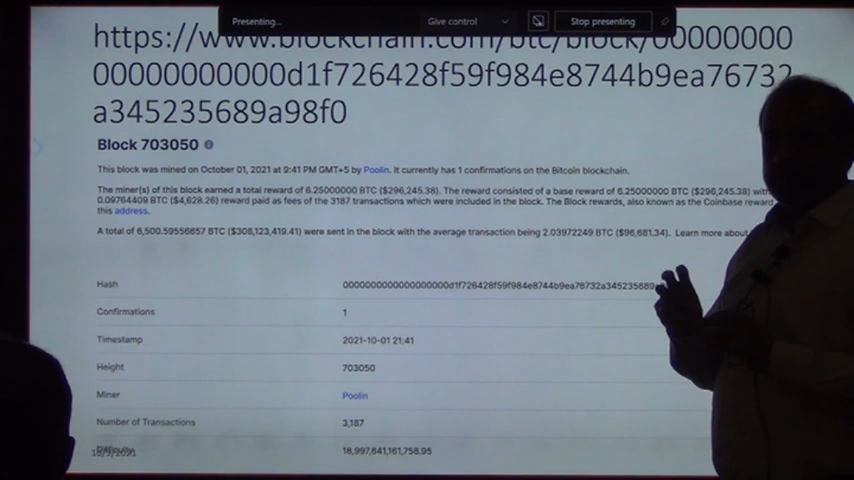 Presenting...
Give control
Stop presenting
https://www.blockchain.com/btc/block/00000000
00000000000d1f726428f59f984e8744b9ea76732
a345235689a98f0
Block 703050
This block was mined on October 01, 2021 at 9:41 PM GMT+5 by Poolin. It currently has 1 confirmations on the Bitcoin blockchain.
The miner(s) of this block earned a total reward of 6.25000000 BTC ($296,245.38). The reward consisted of a base reward of 6.25000000 BTC ($296,245.38) with
0.09764409 BTC ($4,628.26) reward paid as fees of the 3187 transactions which were included in the block. The Block rewards, also known as the Coinbase reward
this address.
A total of 6,500.59556657 BTC ($308,123,419.41) were sent in the block with the average transaction being 2.03972249 BTC ($96,681.34). Learn more about
Hash 0000000000000000000d1f726428f59f984e8744b9ea76732a345235689
Confirmations 1
Timestamp 2021-10-01 21:41
Height 703050
Miner Poolin
Number of Transactions 3,187
Difficulty 18,997,641,161,758.95